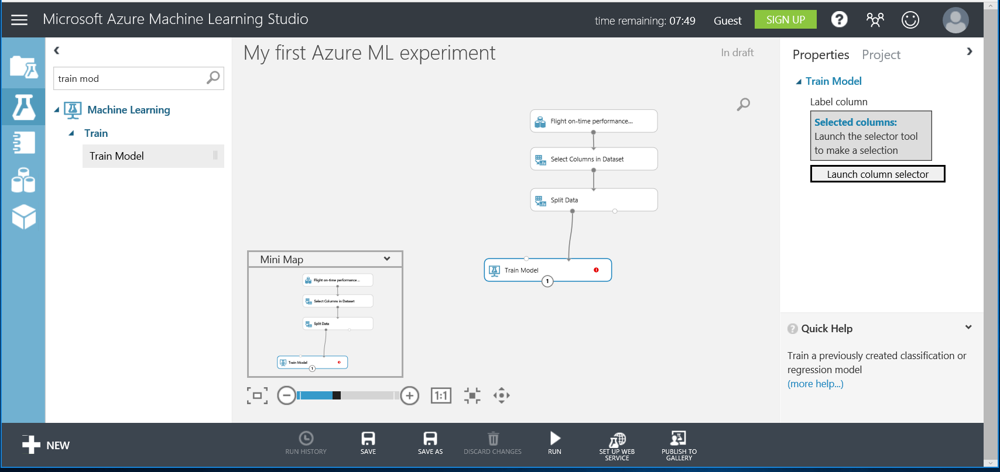 Microsoft Azure Machine Learning Studio
time remaining: 07:49
Guest
SIGN UP
?
train mod
Machine Learning
Train
Train Model
My first Azure ML experiment
In draft
Flight on-time performance...
Select Columns in Dataset
Split Data
Train Model
1
Mini Map
Flight on-time performance...
Select Columns in Dataset
Split Data
Train Model
1
1:1
Properties
Project
Train Model
Label column
Selected columns:
Launch the selector tool
to make a selection
Launch column selector
? Quick Help
Train a previously created classification or
regression model
(more help...)
NEW
RUN HISTORY
SAVE
SAVE AS
DISCARD CHANGES
RUN
SET UP WEB
SERVICE
PUBLISH TO
GALLERY